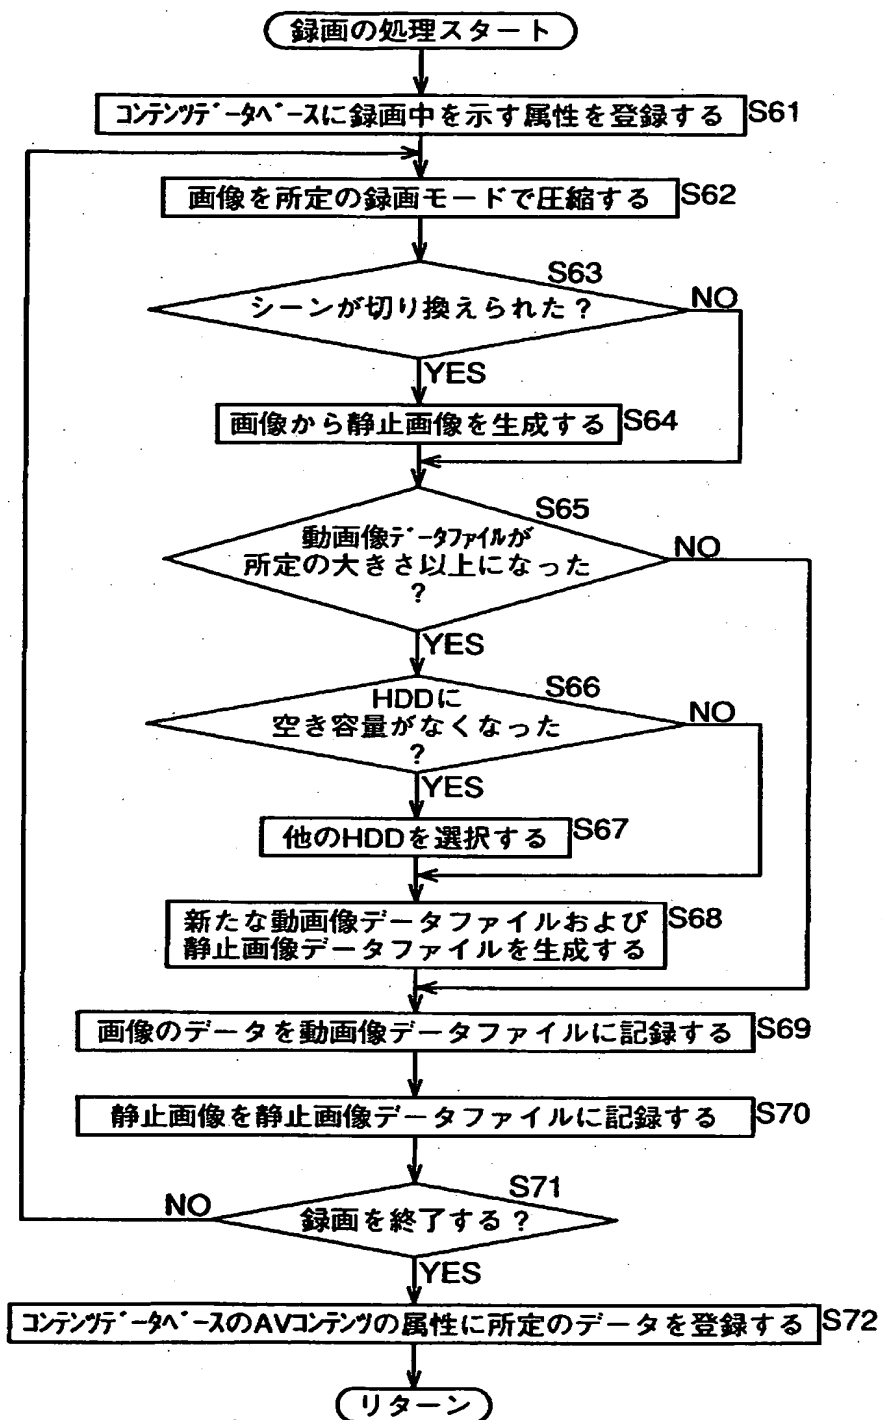 録画の処理スタート
コンテンツデータベースに録画中を示す属性を登録する S61
画像を所定の録画モードで圧縮する S62
S63
シーンが切り換えられた？
NO
YES
画像から静止画像を生成する S64
S65
動画像データファイルが
所定の大きさ以上になった
？
NO
YES
S66
HDDに
空き容量がなくなった
？
NO
YES
他のHDDを選択する S67
新たな動画像データファイルおよび
静止画像データファイルを生成する
S68
画像のデータを動画像データファイルに記録する S69
静止画像を静止画像データファイルに記録する S70
S71
録画を終了する？
NO
YES
コンテンツデータベースのAVコンテンツの属性に所定のデータを登録する S72
リターン